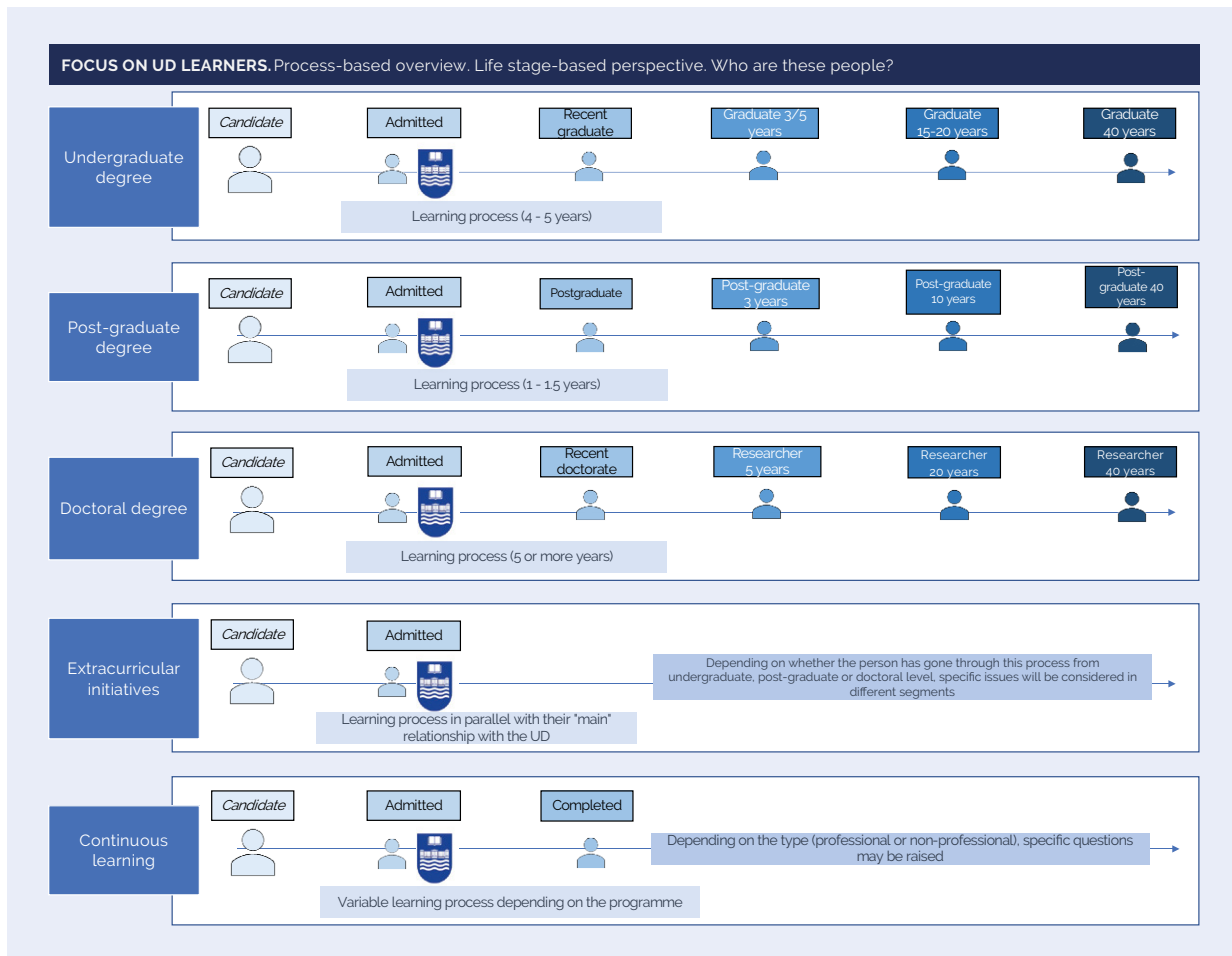 FOCUS ON UD LEARNERS. Process-based overview. Life stage-based perspective. Who are these people?
Undergraduate
degree
Candidate
Admitted
Recent
graduate
Graduate 3/5
years
Graduate
15-20 years
Graduate
40 years
Learning process (4 - 5 years)
Post-graduate
degree
Candidate
Admitted
Postgraduate
Post-graduate
3 years
Post-graduate
10 years
Post-
graduate 40
years
Learning process (1 - 1.5 years)
Doctoral degree
Candidate
Admitted
Recent
doctorate
Researcher
5 years
Researcher
20 years
Researcher
40 years
Learning process (5 or more years)
Extracurricular
initiatives
Candidate
Admitted
Learning process in parallel with their "main"
relationship with the UD
Depending on whether the person has gone through this process from
undergraduate, post-graduate or doctoral level, specific issues will be considered in
different segments
Continuous
learning
Candidate
Admitted
Completed
Variable learning process depending on the programme
Depending on the type (professional or non-professional), specific questions
may be raised